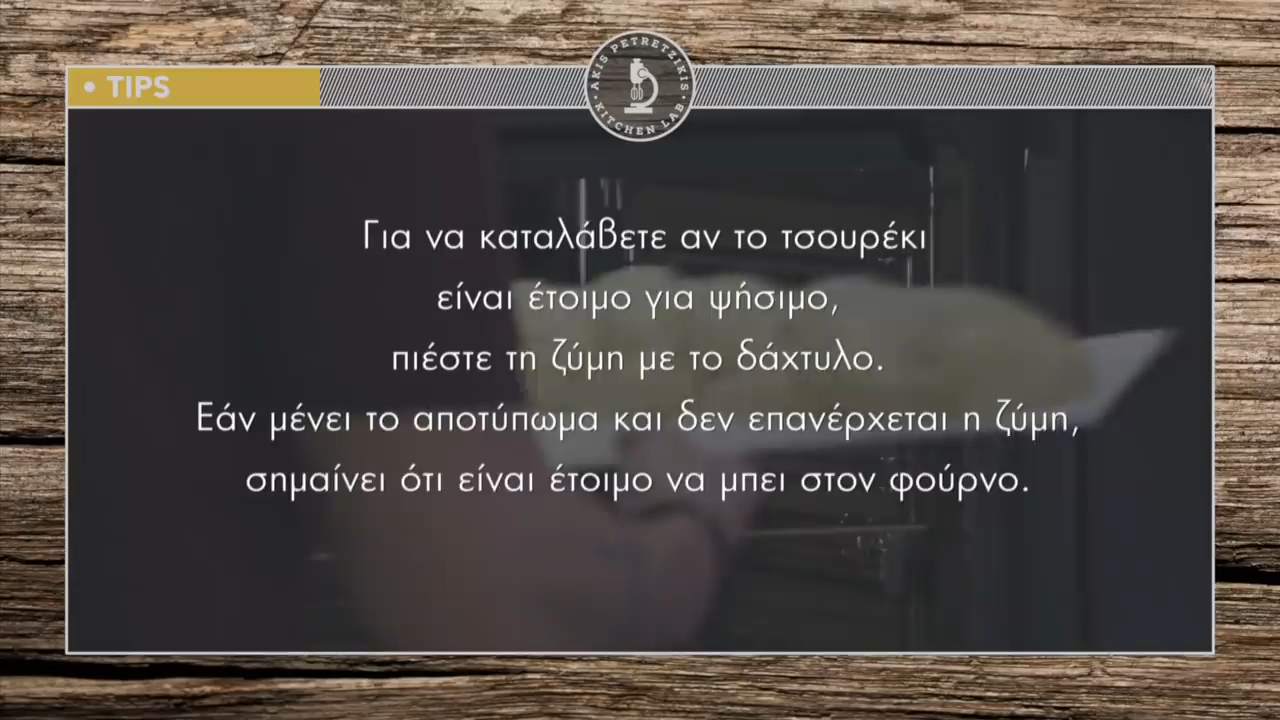 • TIPS
AKIS PETRETZIKIS
• KITCHEN LAB •
Για να καταλάβετε αν το τσουρέκι
είναι έτοιμο για ψήσιμο,
πιέστε τη ζύμη με το δάχτυλο.
Εάν μένει το αποτύπωμα και δεν επανέρχεται η ζύμη,
σημαίνει ότι είναι έτοιμο να μπει στον φούρνο.